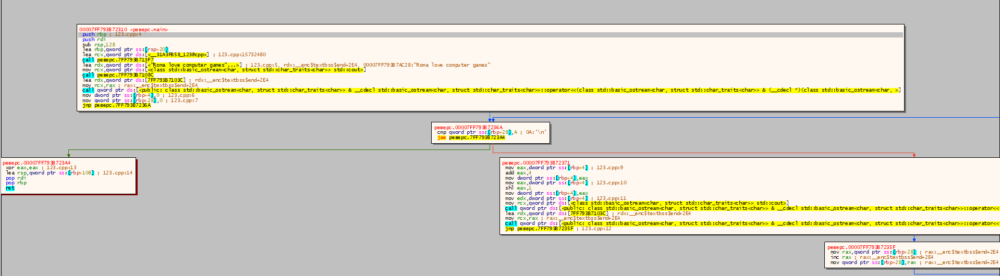 00007FF793B72310 <реверс.main>
push rbp ; 123.cpp:4
push rdi
sub rsp,128
lea rbp,qword ptr ss:[rsp+20]
lea rcx,qword ptr ds:[<__31A3FB58_123@cpp>] ; 123.cpp:15732480
call реверс.7FF793B713F7
lea rdx,qword ptr ds:[<"Roma love computer games"...>] ; 123.cpp:5, rdx:__enc$textbss$end+2E4, 00007FF793B7AC28:"Roma love computer games"
mov rcx,qword ptr ds:[<class std::basic_ostream<char, struct std::char_traits<char>> std::cout>]
call реверс.7FF793B7108C
lea rdx,qword ptr ds:[7FF793B7103C] ; rdx:__enc$textbss$end+2E4
mov rcx,rax ; rax:__enc$textbss$end+2E4
call qword ptr ds:[<public: class std::basic_ostream<char, struct std::char_traits<char>> & __cdecl std::basic_ostream<char, struct std::char_traits<char>>::operator<<(class std::basic_ostream<char, struct std::char_traits<char>> & (__cdecl *)(class std::basic_ostream<char, >]
mov dword ptr ss:[rbp+4],0 ; 123.cpp:6
mov qword ptr ss:[rbp+28],0 ; 123.cpp:7
jmp реверс.7FF793B7236A
реверс.00007FF793B7236A
cmp qword ptr ss:[rbp+28],A ; 0A:'\n'
jae реверс.7FF793B723A4
реверс.00007FF793B723A4
xor eax,eax ; 123.cpp:13
lea rsp,qword ptr ss:[rbp+108] ; 123.cpp:14
pop rdi
pop rbp
ret
реверс.00007FF793B72371
mov eax,dword ptr ss:[rbp+4] ; 123.cpp:9
add eax,4
mov dword ptr ss:[rbp+4],eax
mov eax,dword ptr ss:[rbp+4] ; 123.cpp:10
shl eax,1
mov dword ptr ss:[rbp+4],eax
mov edx,dword ptr ss:[rbp+4] ; 123.cpp:11
mov rcx,qword ptr ds:[<class std::basic_ostream<char, struct std::char_traits<char>> std::cout>]
call qword ptr ds:[<public: class std::basic_ostream<char, struct std::char_traits<char>> & __cdecl std::basic_ostream<char, struct std::char_traits<char>>::operator<<
lea rdx,qword ptr ds:[7FF793B7103C] ; rdx:__enc$textbss$end+2E4
mov rcx,rax ; rax:__enc$textbss$end+2E4
call qword ptr ds:[<public: class std::basic_ostream<char, struct std::char_traits<char>> & __cdecl std::basic_ostream<char, struct std::char_traits<char>>::operator<<
jmp реверс.7FF793B7235F ; 123.cpp:12
реверс.00007FF793B7235F
mov rax,qword ptr ss:[rbp+28] ; rax:__enc$textbss$end+2E4
inc rax ; rax:__enc$textbss$end+2E4
mov qword ptr ss:[rbp+28],rax ; rax:__enc$textbss$end+2E4